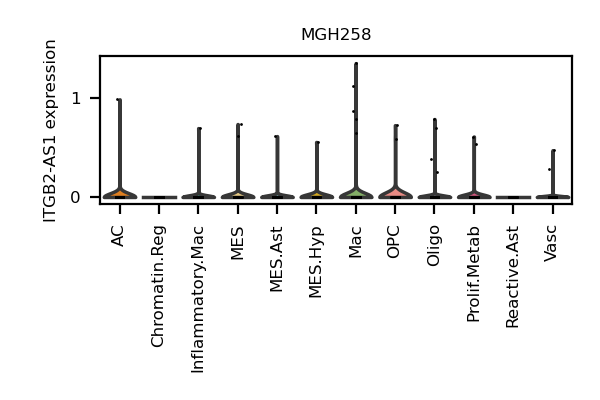 MGH258
ITGB2-AS1 expression
1
0
AC
Chromatin.Reg
Inflammatory.Mac
MES
MES.Ast
MES.Hyp
Mac
OPC
Oligo
Prolif.Metab
Reactive.Ast
Vasc